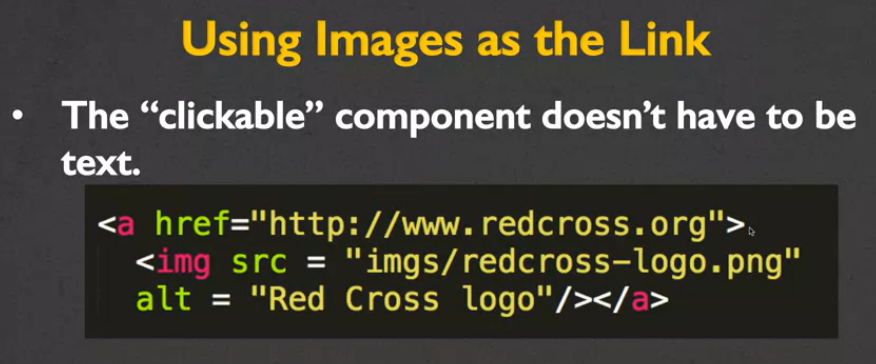 Using Images as the Link
• The “clickable” component doesn’t have to be
text.
<a href="http://www.redcross.org">
<img src = "imgs/redcross-logo.png"
alt = "Red Cross logo"/></a>